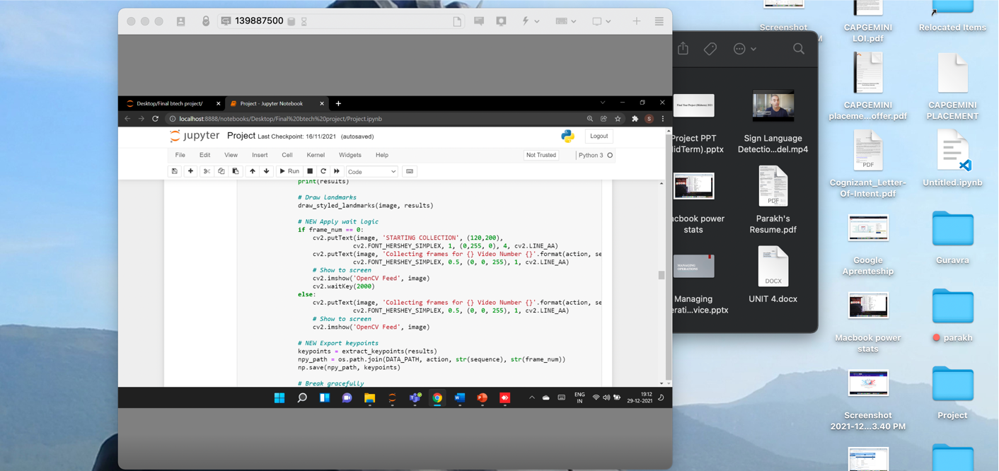 139887500
Desktop/Final btech project/
Project - Jupyter Notebook
localhost:8888/notebooks/Desktop/Final%20btech%20project/Project.ipynb
S
jupyter Project Last Checkpoint: 16/11/2021 (autosaved)
Logout
File Edit View Insert Cell Kernel Widgets Help
Not Trusted
Python 3
Run
Code
print(results)
# Draw landmarks
draw_styled_landmarks(image, results)
# NEW Apply wait logic
if frame_num == 0:
cv2.putText(image, 'STARTING COLLECTION', (120,200),
cv2.FONT_HERSHEY_SIMPLEX, 1, (0,255, 0), 4, cv2.LINE_AA)
cv2.putText(image, 'Collecting frames for {} Video Number {}'.format(action, se
cv2.FONT_HERSHEY_SIMPLEX, 0.5, (0, 0, 255), 1, cv2.LINE_AA)
# Show to screen
cv2.imshow('OpenCV Feed', image)
cv2.waitKey(2000)
else:
cv2.putText(image, 'Collecting frames for {} Video Number {}'.format(action, se
cv2.FONT_HERSHEY_SIMPLEX, 0.5, (0, 0, 255), 1, cv2.LINE_AA)
# Show to screen
cv2.imshow('OpenCV Feed', image)
# NEW Export keypoints
keypoints = extract_keypoints(results)
npy_path = os.path.join(DATA_PATH, action, str(sequence), str(frame_num))
np.save(npy_path, keypoints)
# Break gracefully
ENG
IN
19:12
29-12-2021
Final Year Project (Midterm) 2021
Project PPT
idTerm).pptx
Sign Language
Detectio...del.mp4
acbook power
stats
PDF
Parakh's
Resume.pdf
MANAGING
OPERATIONS
Managing
erati...vice.pptx
DOCX
UNIT 4.docx
Screenshot
M
CAPGEMINI
LOI.pdf
Relocated Items
CAPGEMINI
placeme...offer.pdf
CAPGEMINI
PLACEMENT
PDF
Cognizant_Letter-
Of-Intent.pdf
Untitled.ipynb
Google
Aprenteship
Guravra
Macbook power
stats
parakh
Screenshot
2021-12...3.40 PM
Project